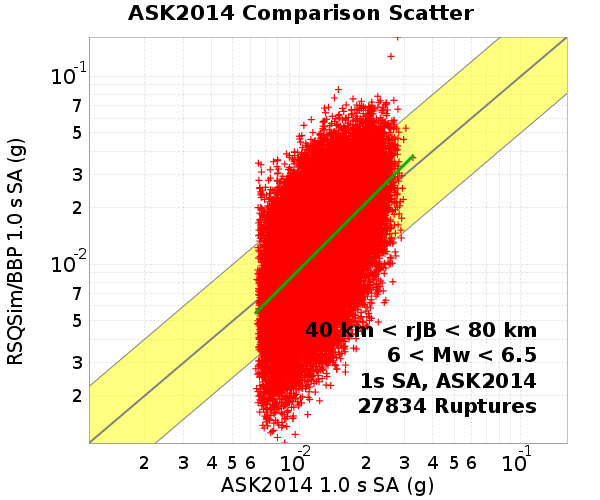 ASK2014 Comparison Scatter
RSQSim/BBP 1.0 s SA (g)
10-1
7
5
3
2
10-2
7
5
3
2
40 km < rJB < 80 km
6 < Mw < 6.5
1s SA, ASK2014
27834 Ruptures
2 3 4 5 6 10-2 2 3 4 5 6 10-1
ASK2014 1.0 s SA (g)